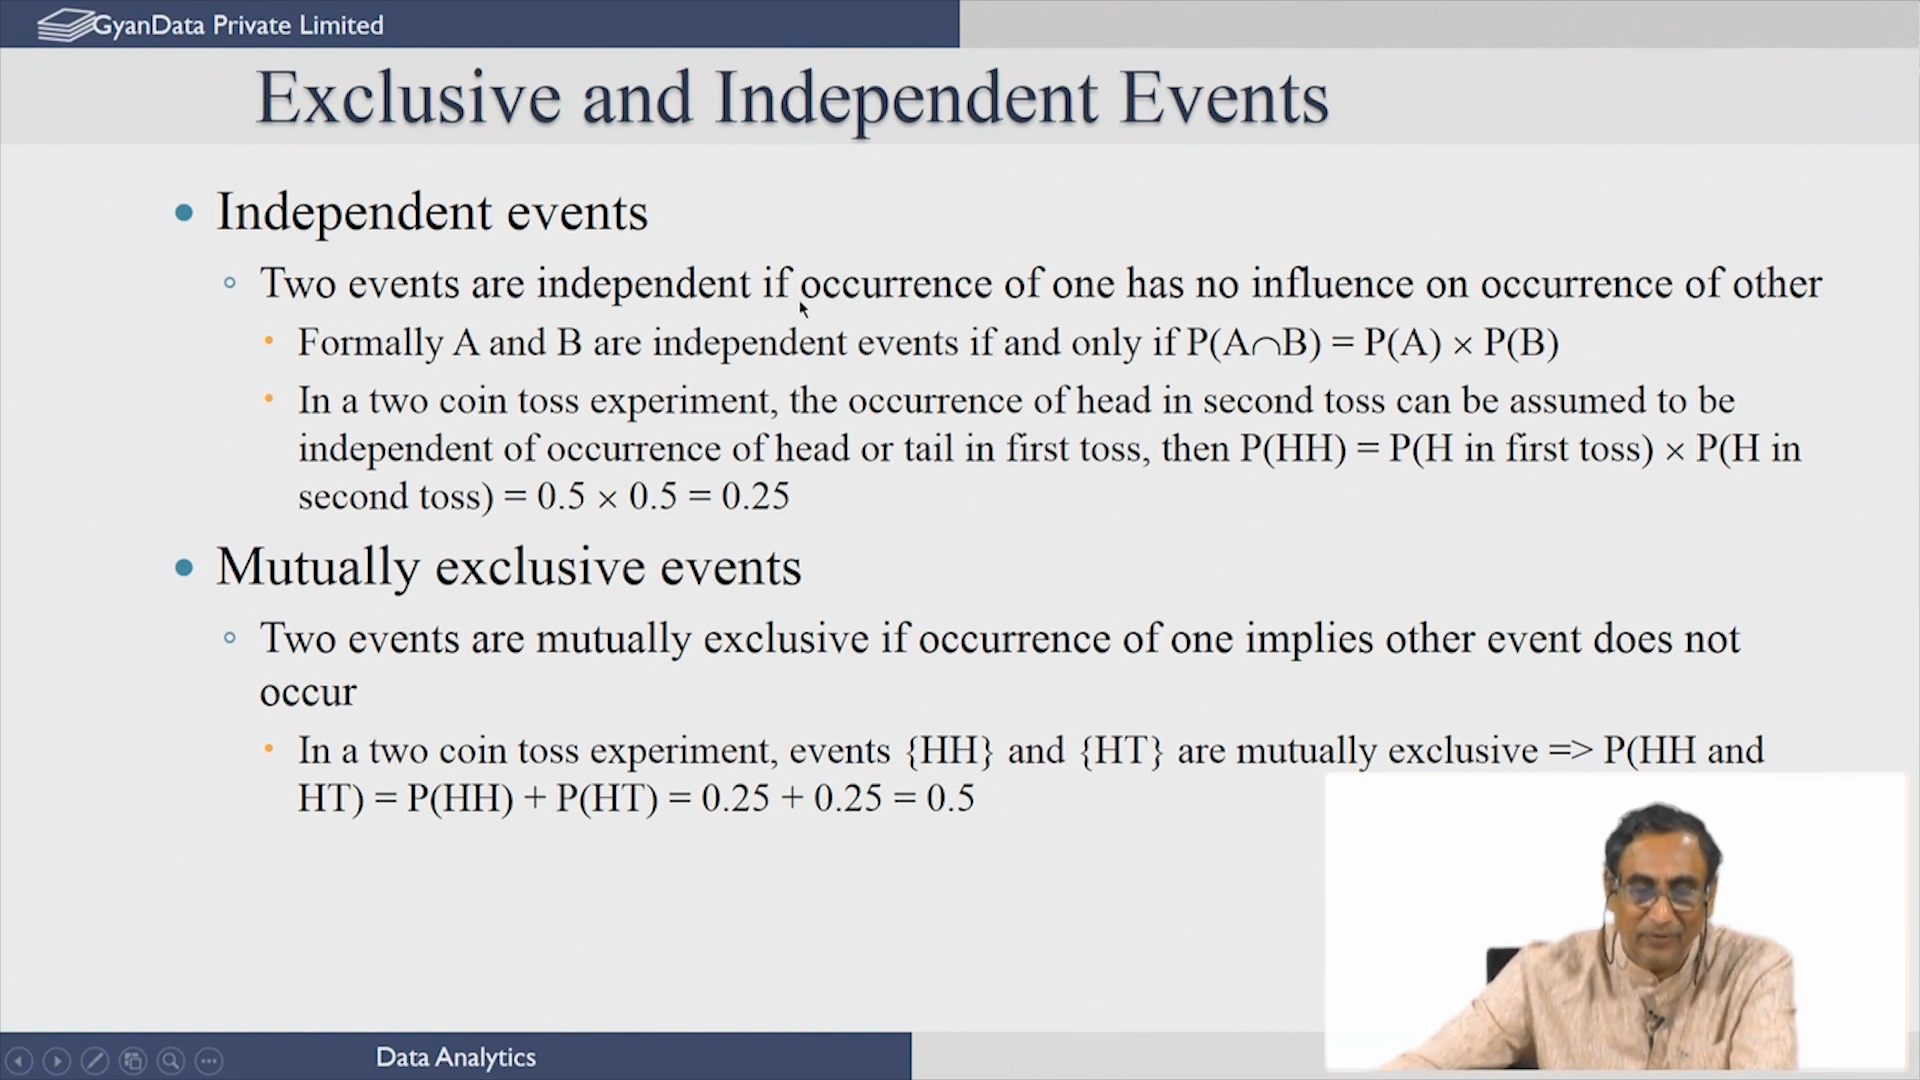 GyanData Private Limited
Exclusive and Independent Events
• Independent events
◦ Two events are independent if occurrence of one has no influence on occurrence of other
• Formally A and B are independent events if and only if P(A∩B) = P(A) × P(B)
• In a two coin toss experiment, the occurrence of head in second toss can be assumed to be
independent of occurrence of head or tail in first toss, then P(HH) = P(H in first toss) × P(H in
second toss) = 0.5 × 0.5 = 0.25
• Mutually exclusive events
◦ Two events are mutually exclusive if occurrence of one implies other event does not
occur
• In a two coin toss experiment, events {HH} and {HT} are mutually exclusive => P(HH and
HT) = P(HH) + P(HT) = 0.25 + 0.25 = 0.5
Data Analytics